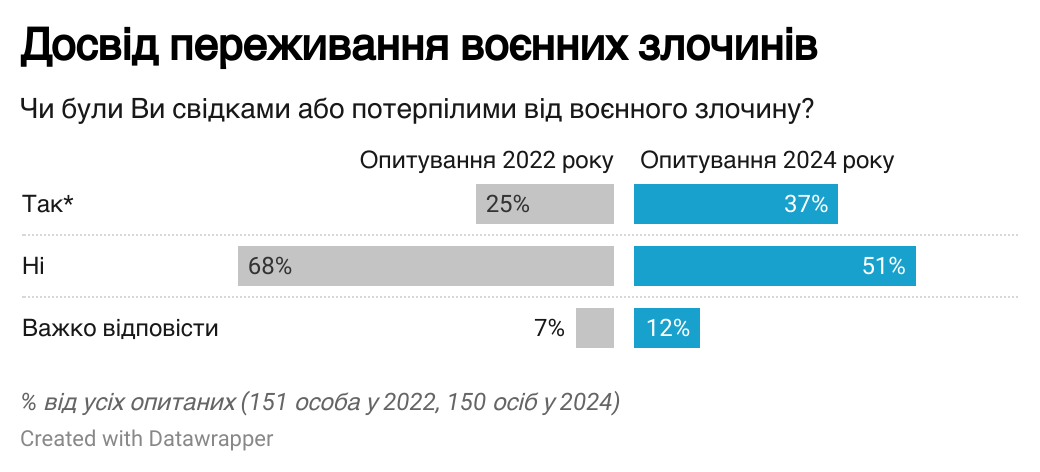 Досвід переживання воєнних злочинів
Чи були Ви свідками або потерпілими від воєнного злочину?
Опитування 2022 року Опитування 2024 року
Так* 25% 37%
Ні 68% 51%
Важко відповісти 7% 12%
% від усіх опитаних (151 особа у 2022, 150 осіб у 2024)
Created with Datawrapper